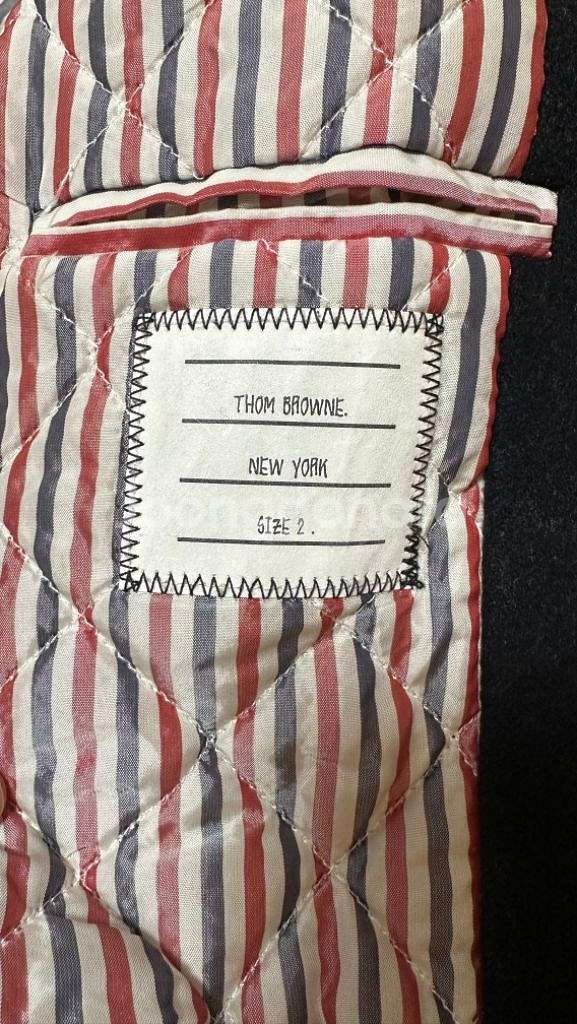 THOM BROWNE.
NEW YORK
SIZE 2 .